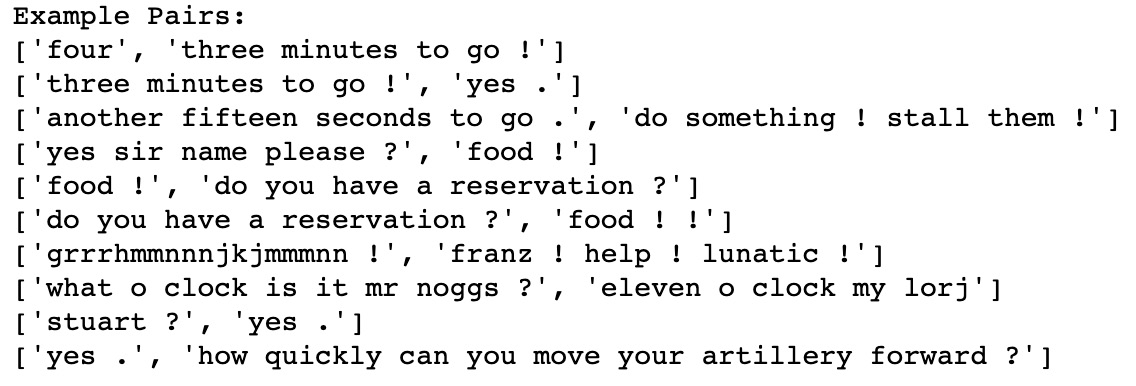 Example Pairs:
['four', 'three minutes to go !']
['three minutes to go !', 'yes .']
['another fifteen seconds to go .', 'do something ! stall them !']
['yes sir name please ?', 'food !']
['food !', 'do you have a reservation ?']
['do you have a reservation ?', 'food ! !']
['grrrhmmnnnjkjmmmnn !', 'franz ! help ! lunatic !']
['what o clock is it mr noggs ?', 'eleven o clock my lorj']
['stuart ?', 'yes .']
['yes .', 'how quickly can you move your artillery forward ?']